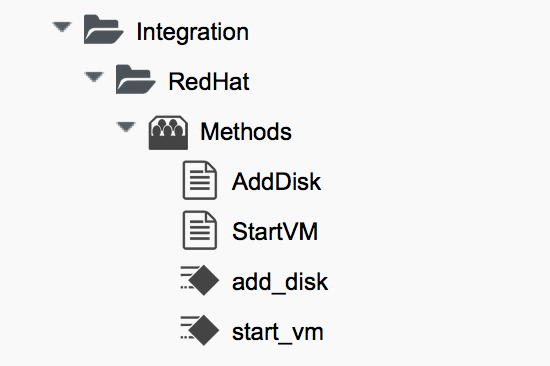 Integration
RedHat
Methods
AddDisk
StartVM
add_disk
start_vm